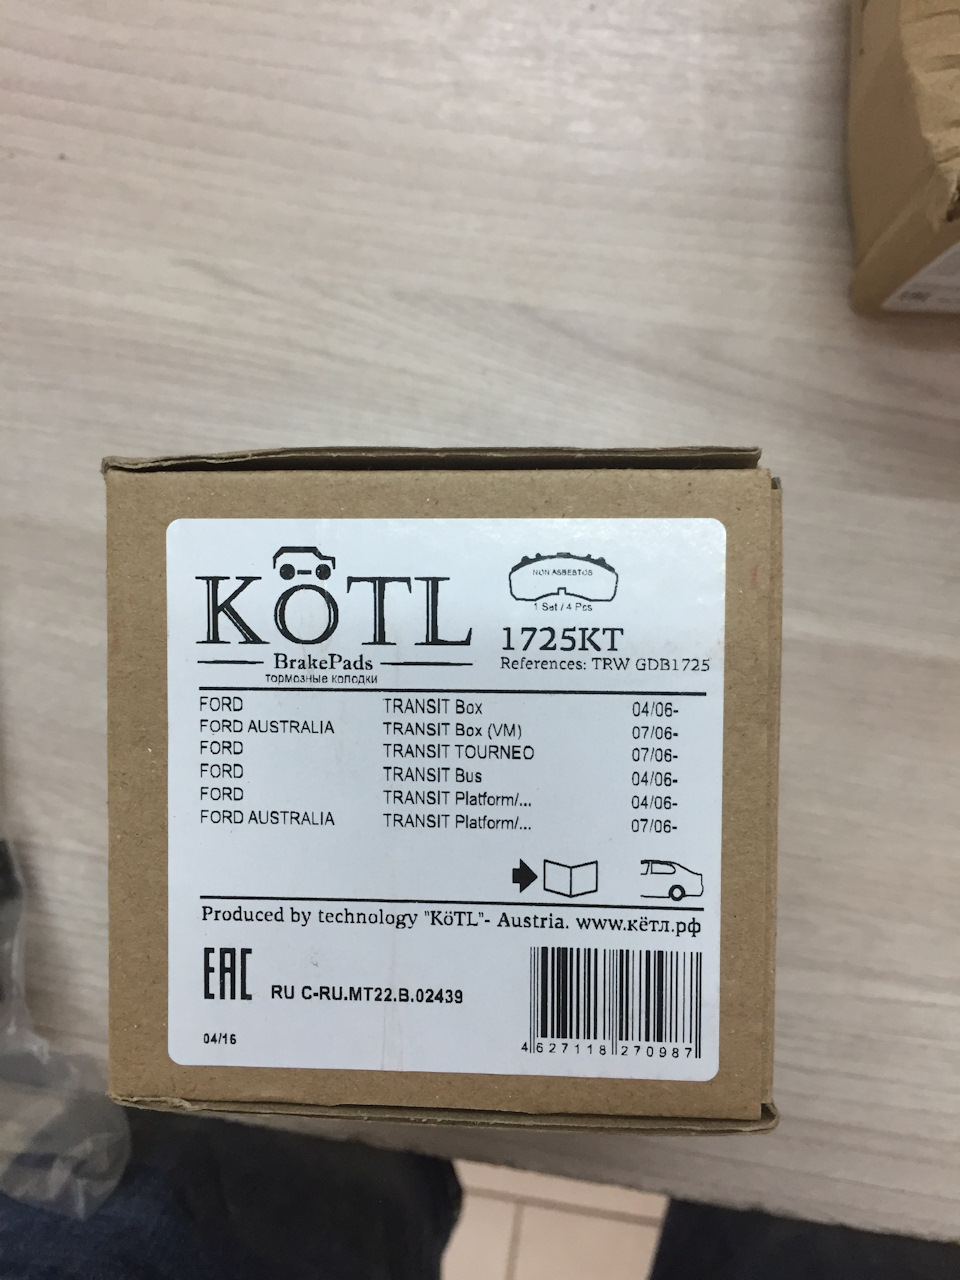 KÖTL
BrakePads
тормозные колодки
NON ASBESTOS
1 Set / 4 Pcs
1725KT
References: TRW GDB1725
FORD TRANSIT Box 04/06-
FORD AUSTRALIA TRANSIT Box (VM) 07/06-
FORD TRANSIT TOURNEO 07/06-
FORD TRANSIT Bus 04/06-
FORD TRANSIT Platform/... 04/06-
FORD AUSTRALIA TRANSIT Platform/... 07/06-
Produced by technology "KöTL"- Austria. www.кётл.рф
EAC RU C-RU.MT22.B.02439
04/16
4 627118 270987